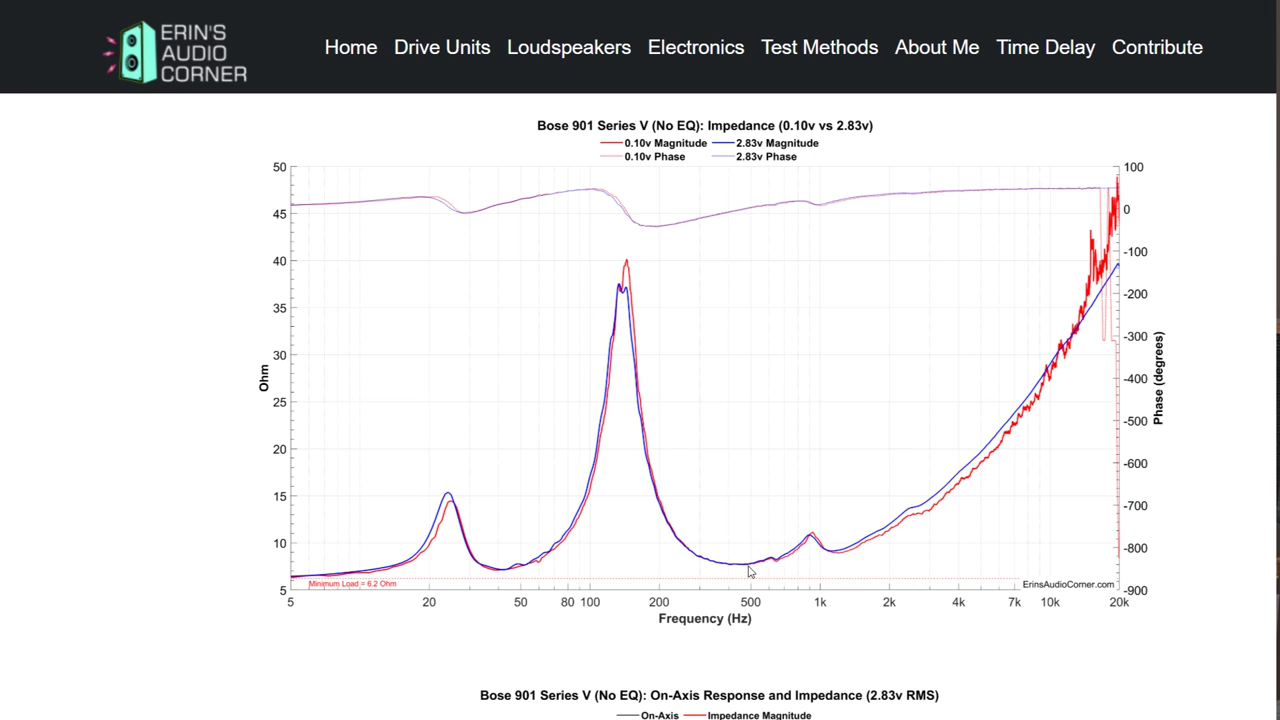 ERIN'S
AUDIO
CORNER
Home Drive Units Loudspeakers Electronics Test Methods About Me Time Delay Contribute
Bose 901 Series V (No EQ): Impedance (0.10v vs 2.83v)
0.10v Magnitude 2.83v Magnitude
0.10v Phase 2.83v Phase
50 100
45 0
40 -100
35 -200
30 -300
25 -400
20 -500
15 -600
10 -700
5 -800
-900
Ohm
Phase (degrees)
Minimum Load = 6.2 Ohm
ErinsAudioCorner.com
5 20 50 80 100 200 500 1k 2k 4k 7k 10k 20k
Frequency (Hz)
Bose 901 Series V (No EQ): On-Axis Response and Impedance (2.83v RMS)
On-Axis Impedance Magnitude